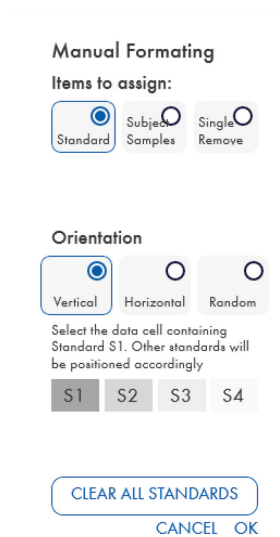 Manual Formating
Items to assign:
Standard
Subject
Samples
Single
Remove
Orientation
Vertical
Horizontal
Random
Select the data cell containing
Standard S1. Other standards will
be positioned accordingly
S1 S2 S3 S4
CLEAR ALL STANDARDS
CANCEL OK